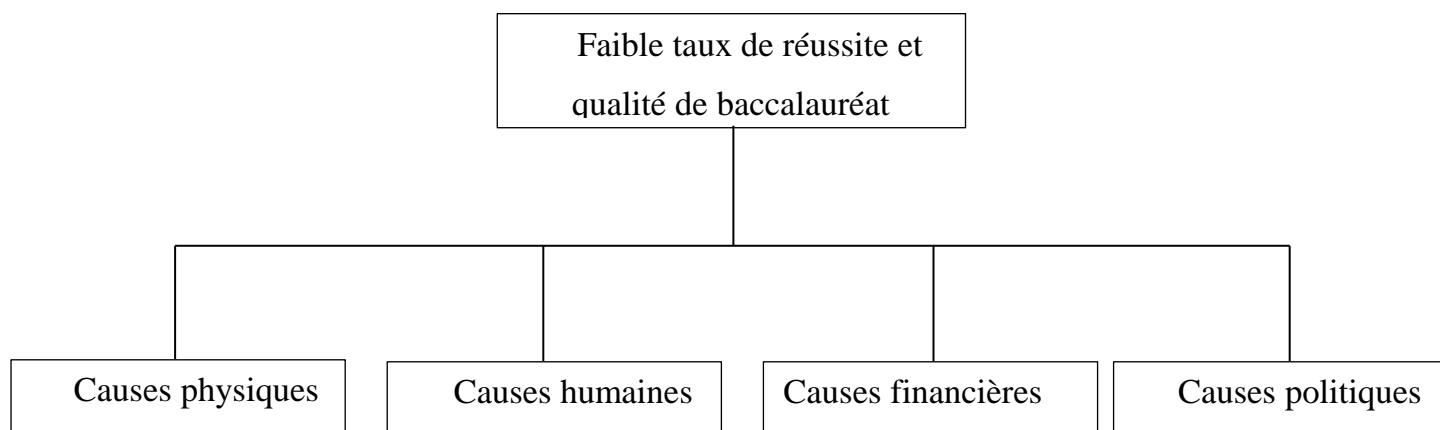 Faible taux de réussite et
qualité de baccalauréat
Causes physiques
Causes humaines
Causes financières
Causes politiques